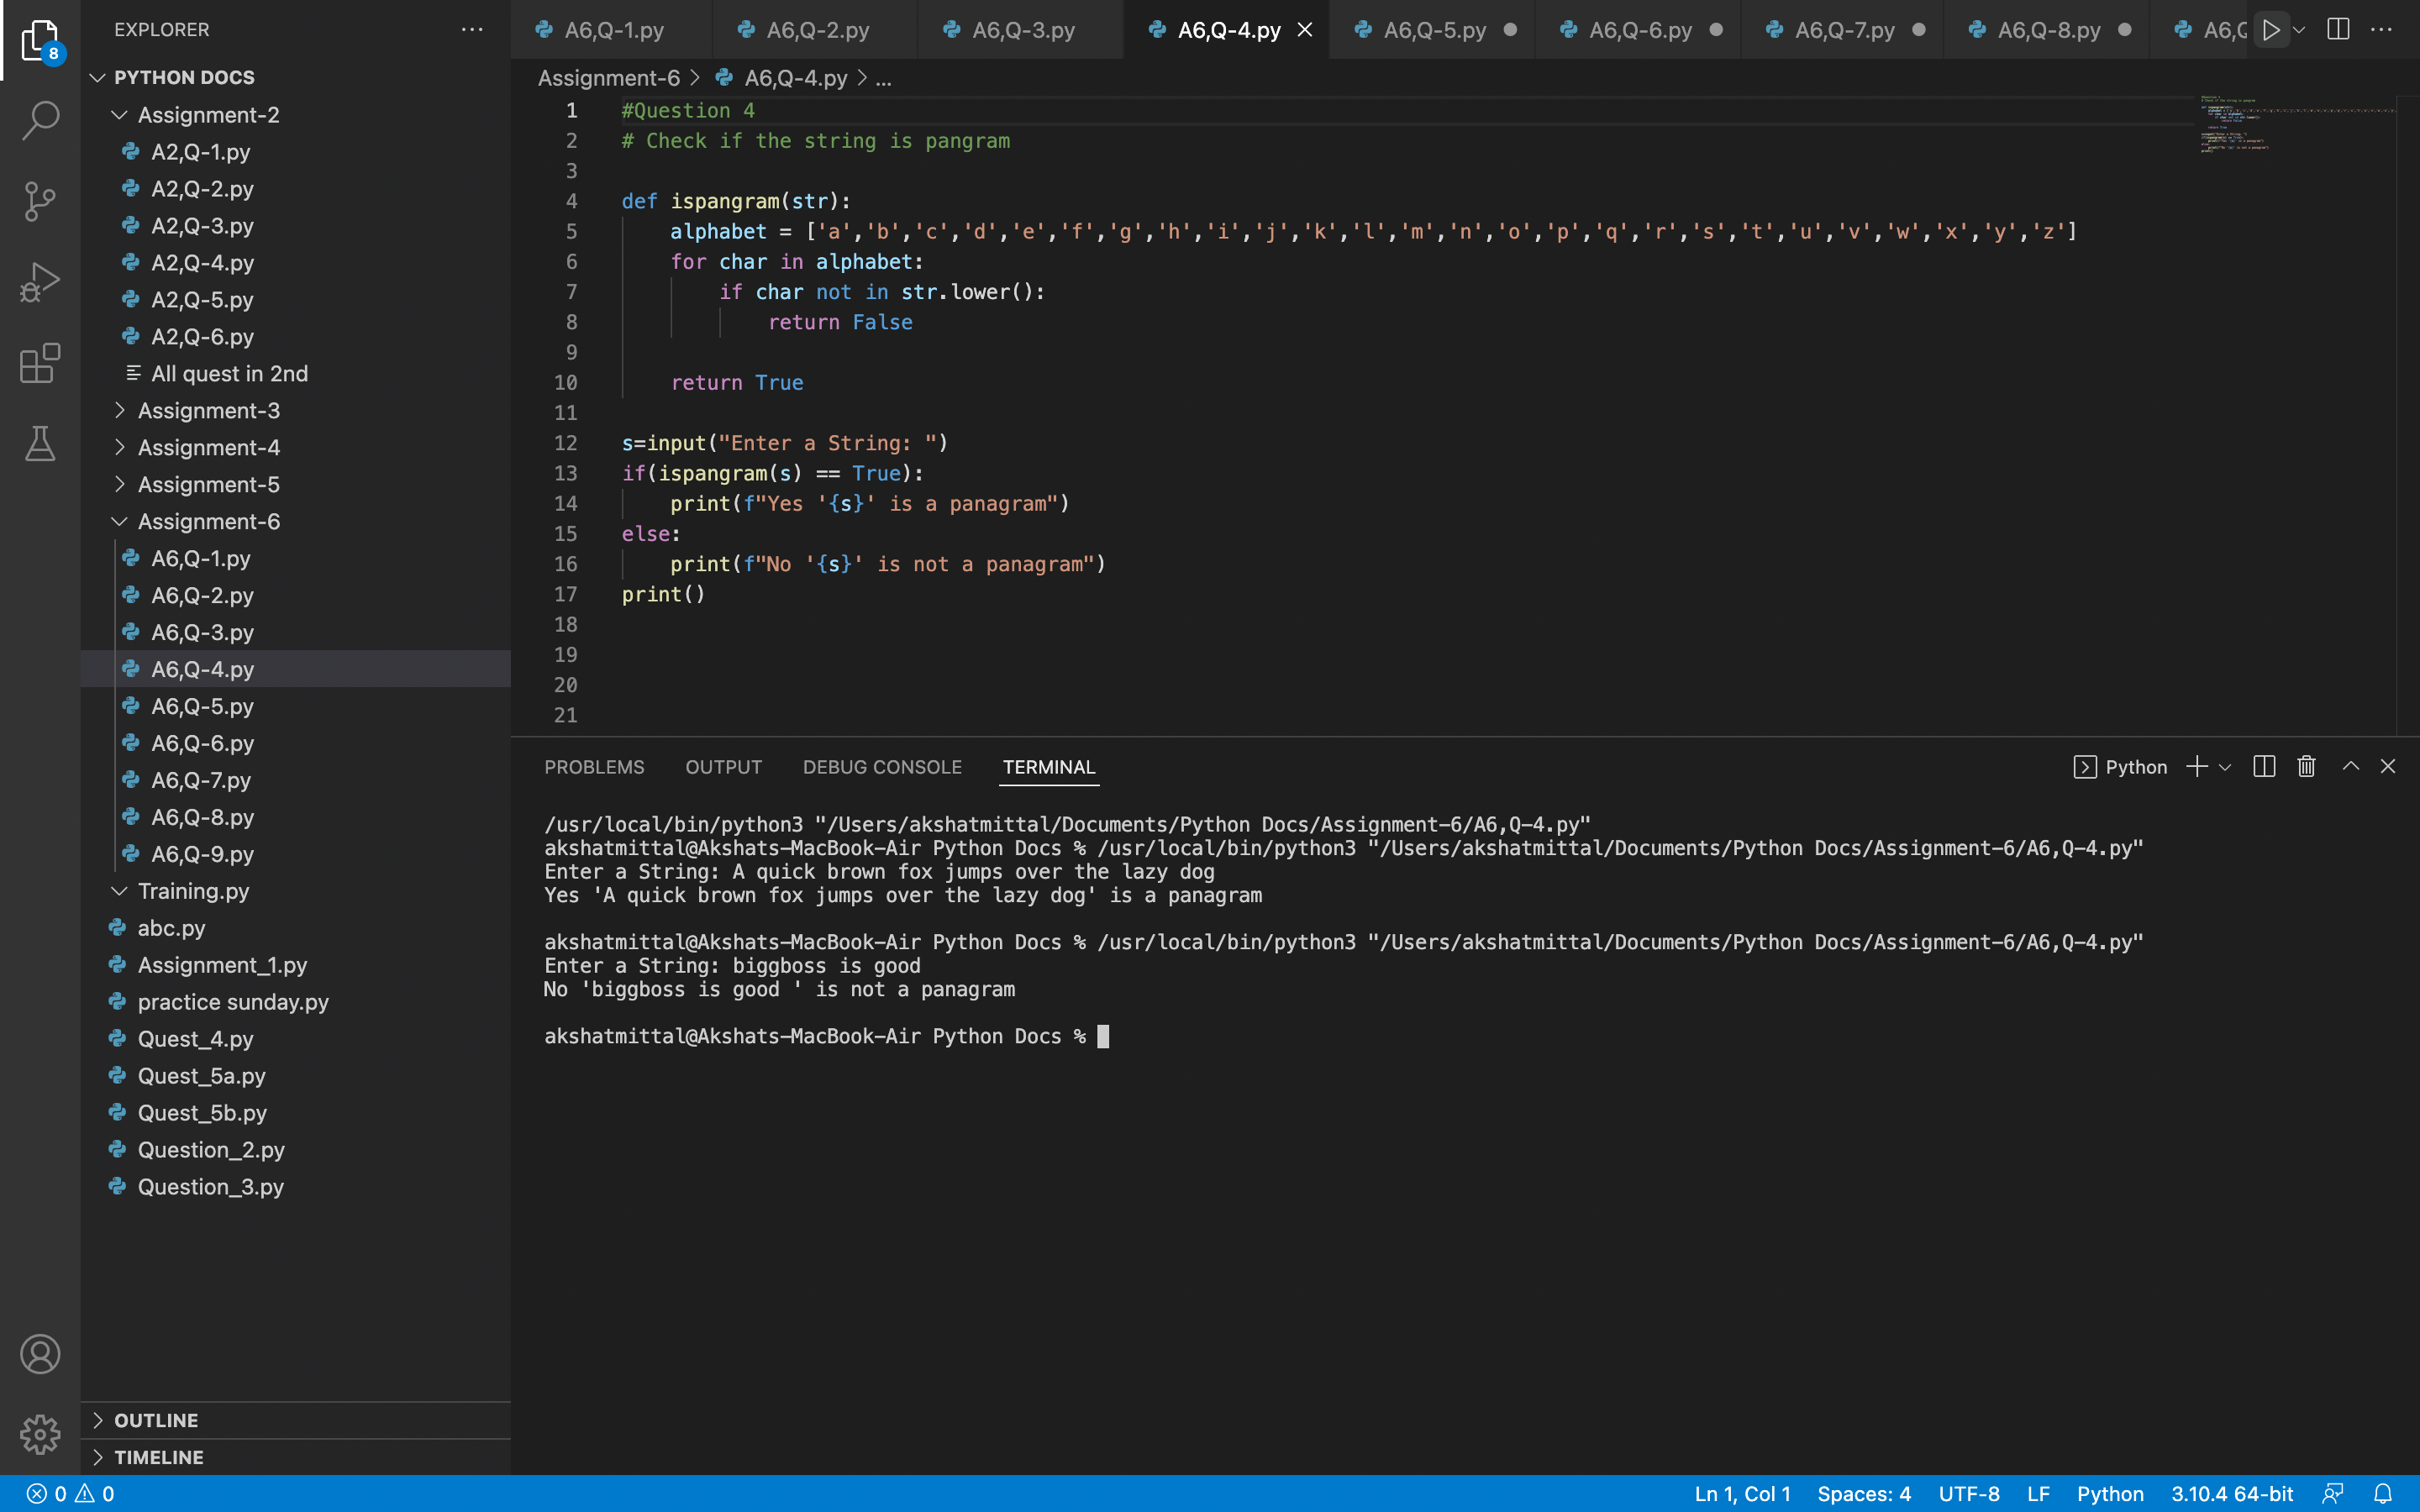 8
EXPLORER
PYTHON DOCS
Assignment-2
A2,Q-1.py
A2,Q-2.py
A2,Q-3.py
A2,Q-4.py
A2,Q-5.py
A2,Q-6.py
All quest in 2nd
Assignment-3
Assignment-4
Assignment-5
Assignment-6
A6,Q-1.py
A6,Q-2.py
A6,Q-3.py
A6,Q-4.py
A6,Q-5.py
A6,Q-6.py
A6,Q-7.py
A6,Q-8.py
A6,Q-9.py
Training.py
abc.py
Assignment_1.py
practice sunday.py
Quest_4.py
Quest_5a.py
Quest_5b.py
Question_2.py
Question_3.py
OUTLINE
TIMELINE
A6,Q-1.py A6,Q-2.py A6,Q-3.py A6,Q-4.py A6,Q-5.py A6,Q-6.py A6,Q-7.py A6,Q-8.py
Assignment-6 > A6,Q-4.py > ...
1 #Question 4
2 # Check if the string is pangram
3
4 def ispangram(str):
5     alphabet = ['a','b','c','d','e','f','g','h','i','j','k','l','m','n','o','p','q','r','s','t','u','v','w','x','y','z']
6     for char in alphabet:
7         if char not in str.lower():
8             return False
9
10     return True
11
12 s=input("Enter a String: ")
13 if(ispangram(s) == True):
14     print(f"Yes '{s}' is a panagram")
15 else:
16     print(f"No '{s}' is not a panagram")
17 print()
18
19
20
21
PROBLEMS OUTPUT DEBUG CONSOLE TERMINAL Python
/usr/local/bin/python3 "/Users/akshatmittal/Documents/Python Docs/Assignment-6/A6,Q-4.py"
akshatmittal@Akshats-MacBook-Air Python Docs % /usr/local/bin/python3 "/Users/akshatmittal/Documents/Python Docs/Assignment-6/A6,Q-4.py"
Enter a String: A quick brown fox jumps over the lazy dog
Yes 'A quick brown fox jumps over the lazy dog' is a panagram
akshatmittal@Akshats-MacBook-Air Python Docs % /usr/local/bin/python3 "/Users/akshatmittal/Documents/Python Docs/Assignment-6/A6,Q-4.py"
Enter a String: biggboss is good
No 'biggboss is good ' is not a panagram
akshatmittal@Akshats-MacBook-Air Python Docs %
0 0 Ln 1, Col 1 Spaces: 4 UTF-8 LF Python 3.10.4 64-bit